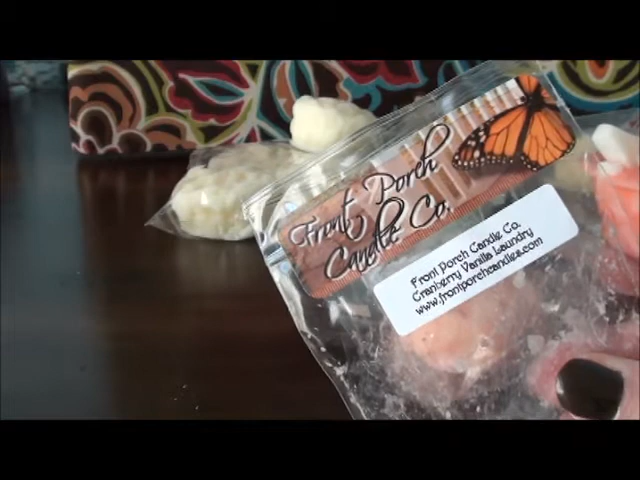 Front Porch
Candle Co.
Front Porch Candle Co.
Cranberry Vanilla Laundry
www.frontporchcandles.com